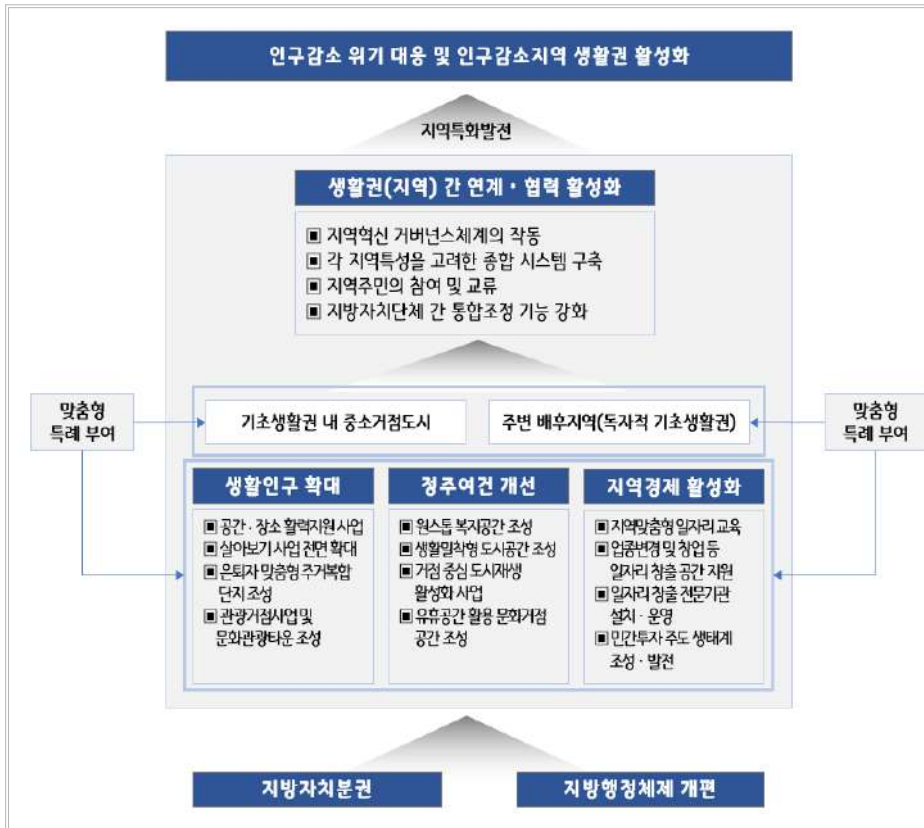 인구감소 위기 대응 및 인구감소지역 생활권 활성화
지역특화발전
생활권(지역) 간 연계·협력 활성화
▣ 지역혁신 거버넌스체계의 작동
▣ 각 지역특성을 고려한 종합 시스템 구축
▣ 지역주민의 참여 및 교류
▣ 지방자치단체 간 통합조정 기능 강화
맞춤형
특례 부여
기초생활권 내 중소거점도시
주변 배후지역(독자적 기초생활권)
맞춤형
특례 부여
생활인구 확대
▣ 공간·장소 활력지원 사업
▣ 살아보기 사업 전면 확대
▣ 은퇴자 맞춤형 주거복합
단지 조성
▣ 관광거점사업 및
문화관광타운 조성
정주여건 개선
▣ 원스톱 복지공간 조성
▣ 생활밀착형 도시공간 조성
▣ 거점 중심 도시재생
활성화 사업
▣ 유휴공간 활용 문화거점
공간 조성
지역경제 활성화
▣ 지역맞춤형 일자리 교육
▣ 업종변경 및 창업 등
일자리 창출 공간 지원
▣ 일자리 창출 전문기관
설치·운영
▣ 민간투자 주도 생태계
조성·발전
지방자치분권
지방행정체제 개편